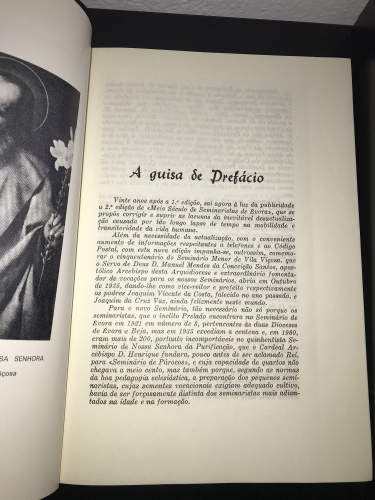 SA SENHORA
içosa
A guisa de Prefácio
Vinte anos após a 1.ª edição, sai agora à luz da publicidade
a 2.ª edição de «Meio Século de Seminaristas de Évora», que se
propõe corrigir e suprir as lacunas da inevitável desactualiza-
ção causada por tão longo lapso de tempo na mobilidade e
transitoridade da vida humana.
Além da necessidade da actualização, com o conveniente
aumento de informações respeitantes a telefones e ao Código
Postal, com esta nova edição impunha-se, outrossim, comemo-
rar o cinquentenário do Seminário Menor de Vila Viçosa, que
o Servo de Deus D. Manuel Mendes da Conceição Santos, apos-
tólico Arcebispo desta Arquidiocese e extraordinário fomenta-
dor de vocações para os nossos Seminários, abriu em Outubro
de 1935, dando-lhe como vice-reitor e prefeito respectivamente
os padres Joaquim Vicente da Costa, falecido no ano passado, e
Joaquim da Cruz Vaz, ainda felizmente neste mundo.
Para o novo Seminário, tão necessário não só porque os
seminaristas, que o ínclito Prelado encontrara no Seminário de
Évora em 1921 em número de 8, pertencentes às duas Dioceses
de Évora e Beja, mas em 1935 excediam a centena e, em 1960,
eram mais de 200, portanto incomportáveis no quinhentista Se-
minário de Nossa Senhora da Purificação, que o Cardeal Ar-
cebispo D. Henrique fundara, pouco antes de ser aclamado Rei,
para «Seminário de Párocos», e cuja capacidade de quartos não
chegava a meio cento, mas também porque, segundo as normas
da boa pedagogia eclesiástica, a preparação dos pequenos semi-
naristas, cujas sementes vocacionais exigiam adequado cultivo,
havia de ser forçosamente distinta dos seminaristas mais adian-
tados na idade e na formação.